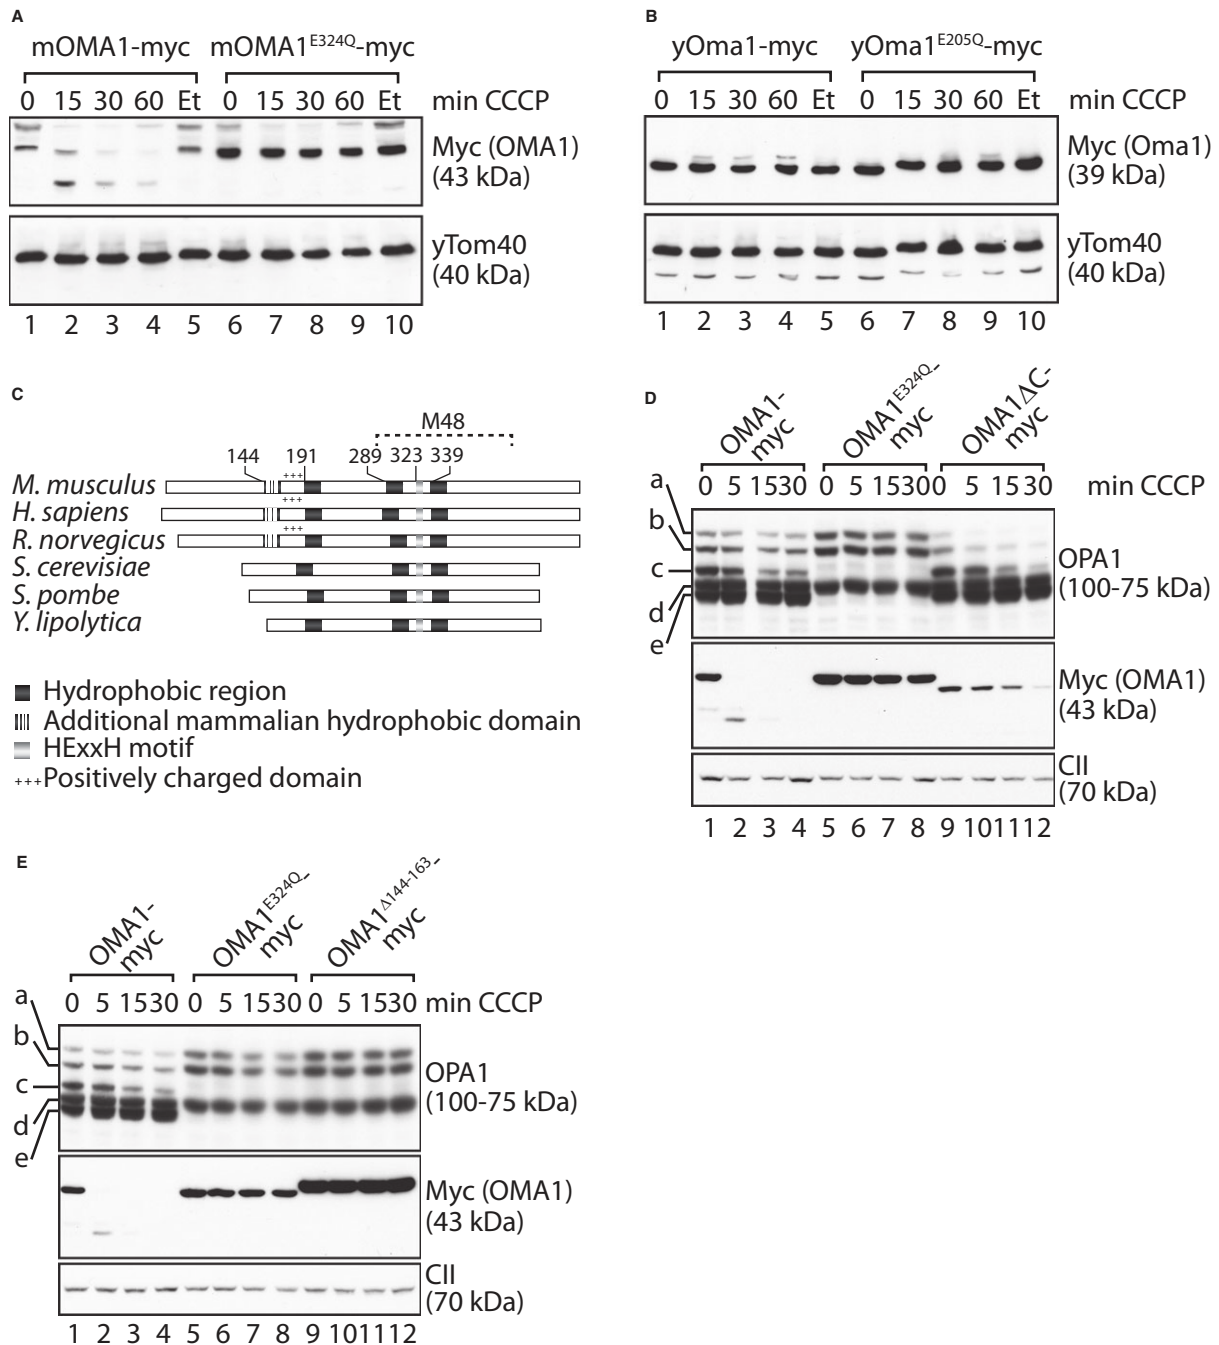 A
mOMA1-myc mOMA1E324Q-myc
0 15 30 60 Et 0 15 30 60 Et min CCCP
Myc (OMA1)
(43 kDa)
yTom40
(40 kDa)
1 2 3 4 5 6 7 8 9 10
B
yOma1-myc yOma1E205Q-myc
0 15 30 60 Et 0 15 30 60 Et min CCCP
Myc (Oma1)
(39 kDa)
yTom40
(40 kDa)
1 2 3 4 5 6 7 8 9 10
C
M48
144 191 289 323 339
+++
M. musculus
+++
H. sapiens
+++
R. norvegicus
S. cerevisiae
S. pombe
Y. lipolytica
Hydrophobic region
Additional mammalian hydrophobic domain
HExxH motif
+++Positively charged domain
D
OMA1-
myc
OMA1E324Q-
myc
OMA1ΔC-
myc
0 5 15 30 0 5 15 30 0 5 15 30 min CCCP
a
b
c
d
e
OPA1
(100-75 kDa)
Myc (OMA1)
(43 kDa)
CII
(70 kDa)
1 2 3 4 5 6 7 8 9 10 11 12
E
OMA1-
myc
OMA1E324Q-
myc
OMA1Δ144-163-
myc
0 5 15 30 0 5 15 30 0 5 15 30 min CCCP
a
b
c
d
e
OPA1
(100-75 kDa)
Myc (OMA1)
(43 kDa)
CII
(70 kDa)
1 2 3 4 5 6 7 8 9 10 11 12